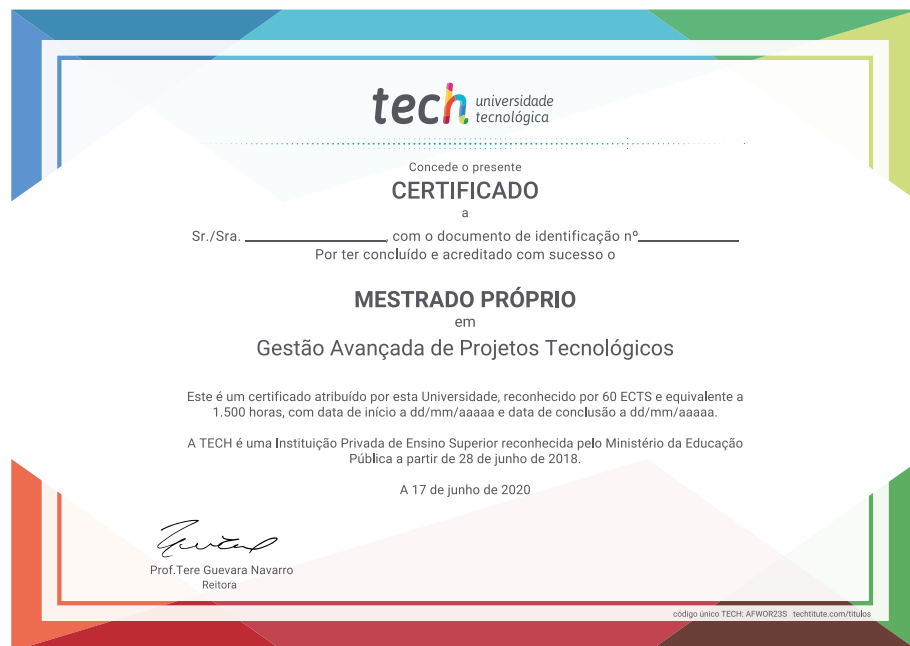 tech universidade
tecnológica
Concede o presente
CERTIFICADO
a
Sr./Sra. ____________, com o documento de identificação nº____________
Por ter concluído e acreditado com sucesso o
MESTRADO PRÓPRIO
em
Gestão Avançada de Projetos Tecnológicos
Este é um certificado atribuído por esta Universidade, reconhecido por 60 ECTS e equivalente a
1.500 horas, com data de início a dd/mm/aaaaa e data de conclusão a dd/mm/aaaaa.
A TECH é uma Instituição Privada de Ensino Superior reconhecida pelo Ministério da Educação
Pública a partir de 28 de junho de 2018.
A 17 de junho de 2020
Prof.Tere Guevara Navarro
Reitora
código único TECH: AFWOR23S techtitute.com/titulos